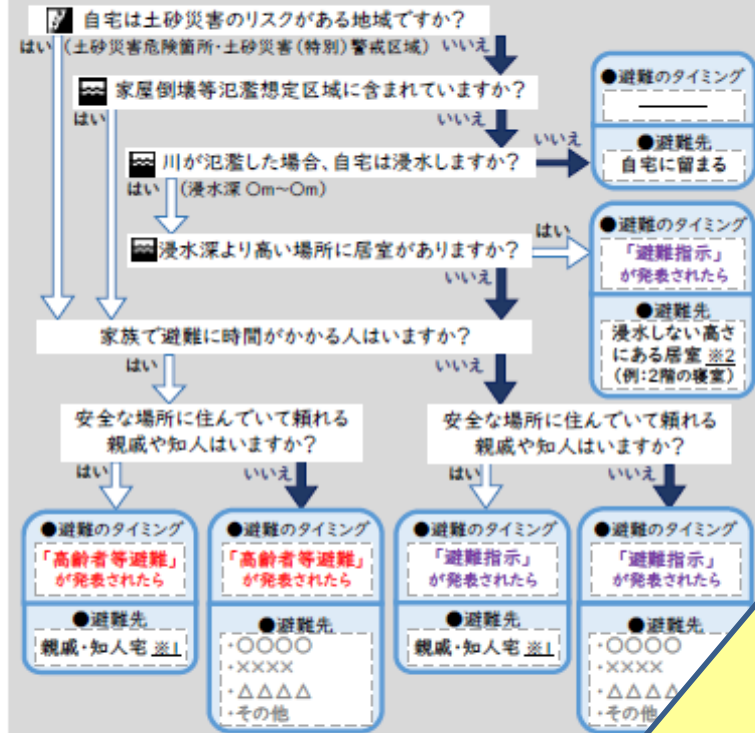 自宅は土砂災害のリスクがある地域ですか?
はい (土砂災害危険箇所・土砂災害(特別)警戒区域) いいえ
家屋倒壊等氾濫想定区域に含まれていますか?
はい いいえ
川が氾濫した場合、自宅は浸水しますか?
いいえ
はい (浸水深 〇m~〇m)
●避難のタイミング
●避難先
自宅に留まる
浸水深より高い場所に居室がありますか?
はい
いいえ
●避難のタイミング
「避難指示」
が発表されたら
●避難先
浸水しない高さ
にある居室 ※2
(例:2階の寝室)
家族で避難に時間がかかる人はいますか?
はい いいえ
安全な場所に住んでいて頼れる
親戚や知人はいますか?
はい いいえ
安全な場所に住んでいて頼れる
親戚や知人はいますか?
はい いいえ
●避難のタイミング
「高齢者等避難」
が発表されたら
●避難先
親戚・知人宅 ※1
●避難のタイミング
「高齢者等避難」
が発表されたら
●避難先
・〇〇〇〇
・××××
・△△△△
・その他
●避難のタイミング
「避難指示」
が発表されたら
●避難先
親戚・知人宅 ※1
●避難のタイミング
「避難指示」
が発表されたら
●避難先
・〇〇〇〇
・××××
・△△△△
・その他